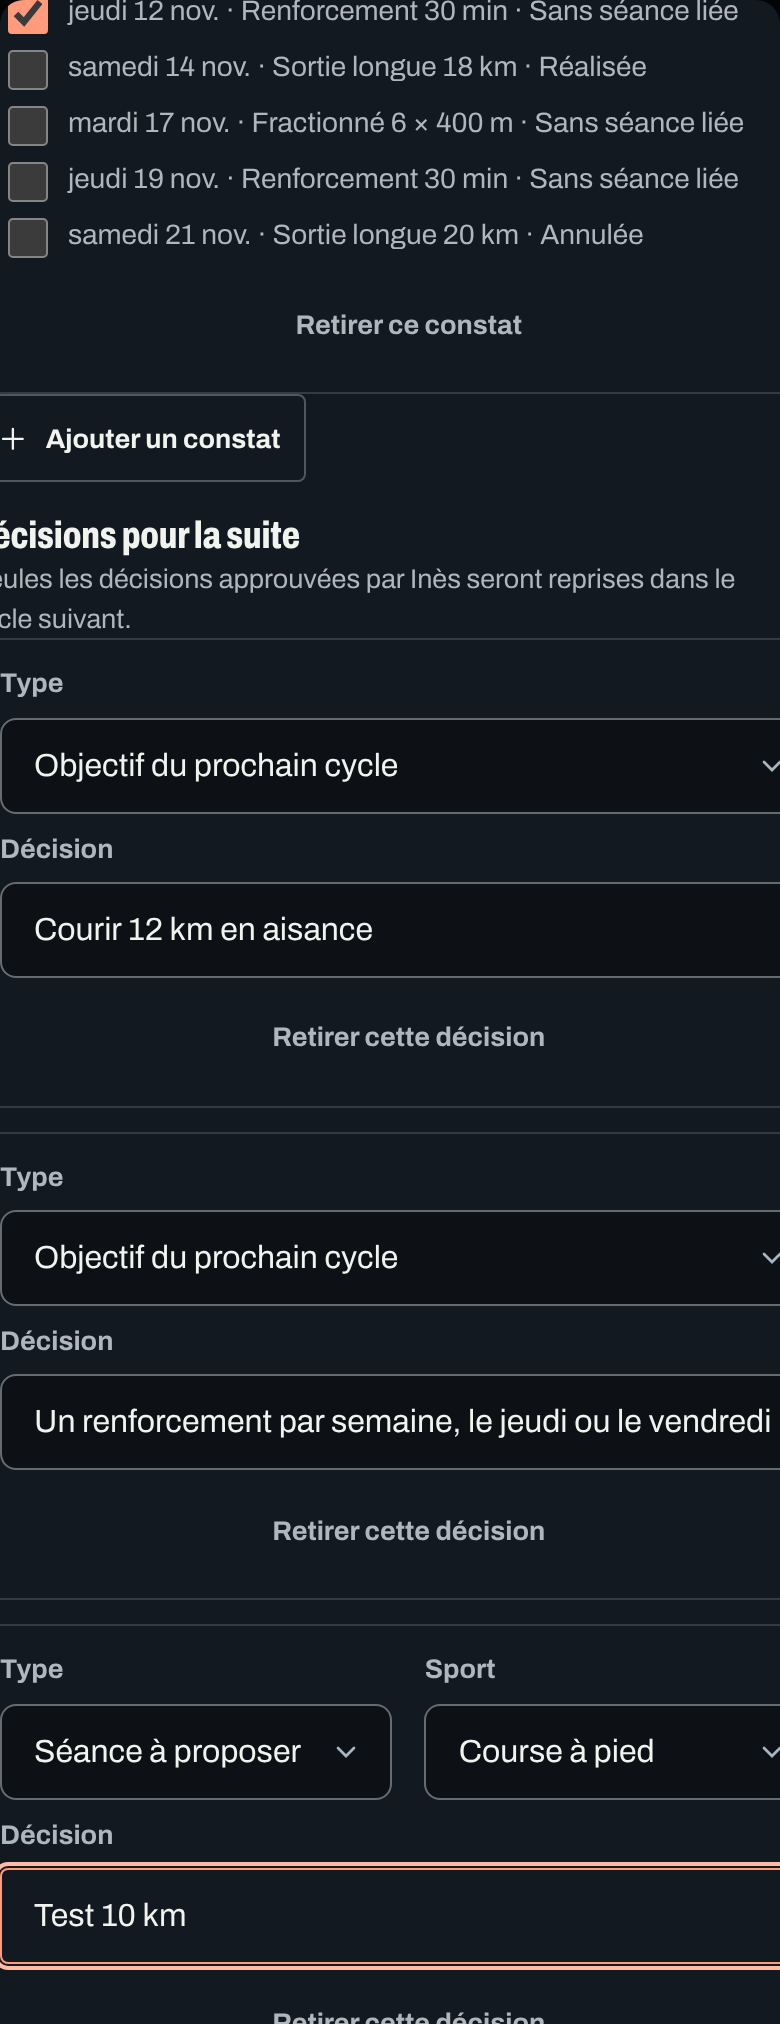 jeudi 12 nov. · Renforcement 30 min · Sans séance liée
samedi 14 nov. · Sortie longue 18 km · Réalisée
mardi 17 nov. · Fractionné 6 × 400 m · Sans séance liée
jeudi 19 nov. · Renforcement 30 min · Sans séance liée
samedi 21 nov. · Sortie longue 20 km · Annulée
Retirer ce constat
+ Ajouter un constat
écisions pour la suite
eules les décisions approuvées par Inès seront reprises dans le
cle suivant.
Type
Objectif du prochain cycle
Décision
Courir 12 km en aisance
Retirer cette décision
Type
Objectif du prochain cycle
Décision
Un renforcement par semaine, le jeudi ou le vendredi
Retirer cette décision
Type Sport
Séance à proposer Course à pied
Décision
Test 10 km
Retirer cette décision